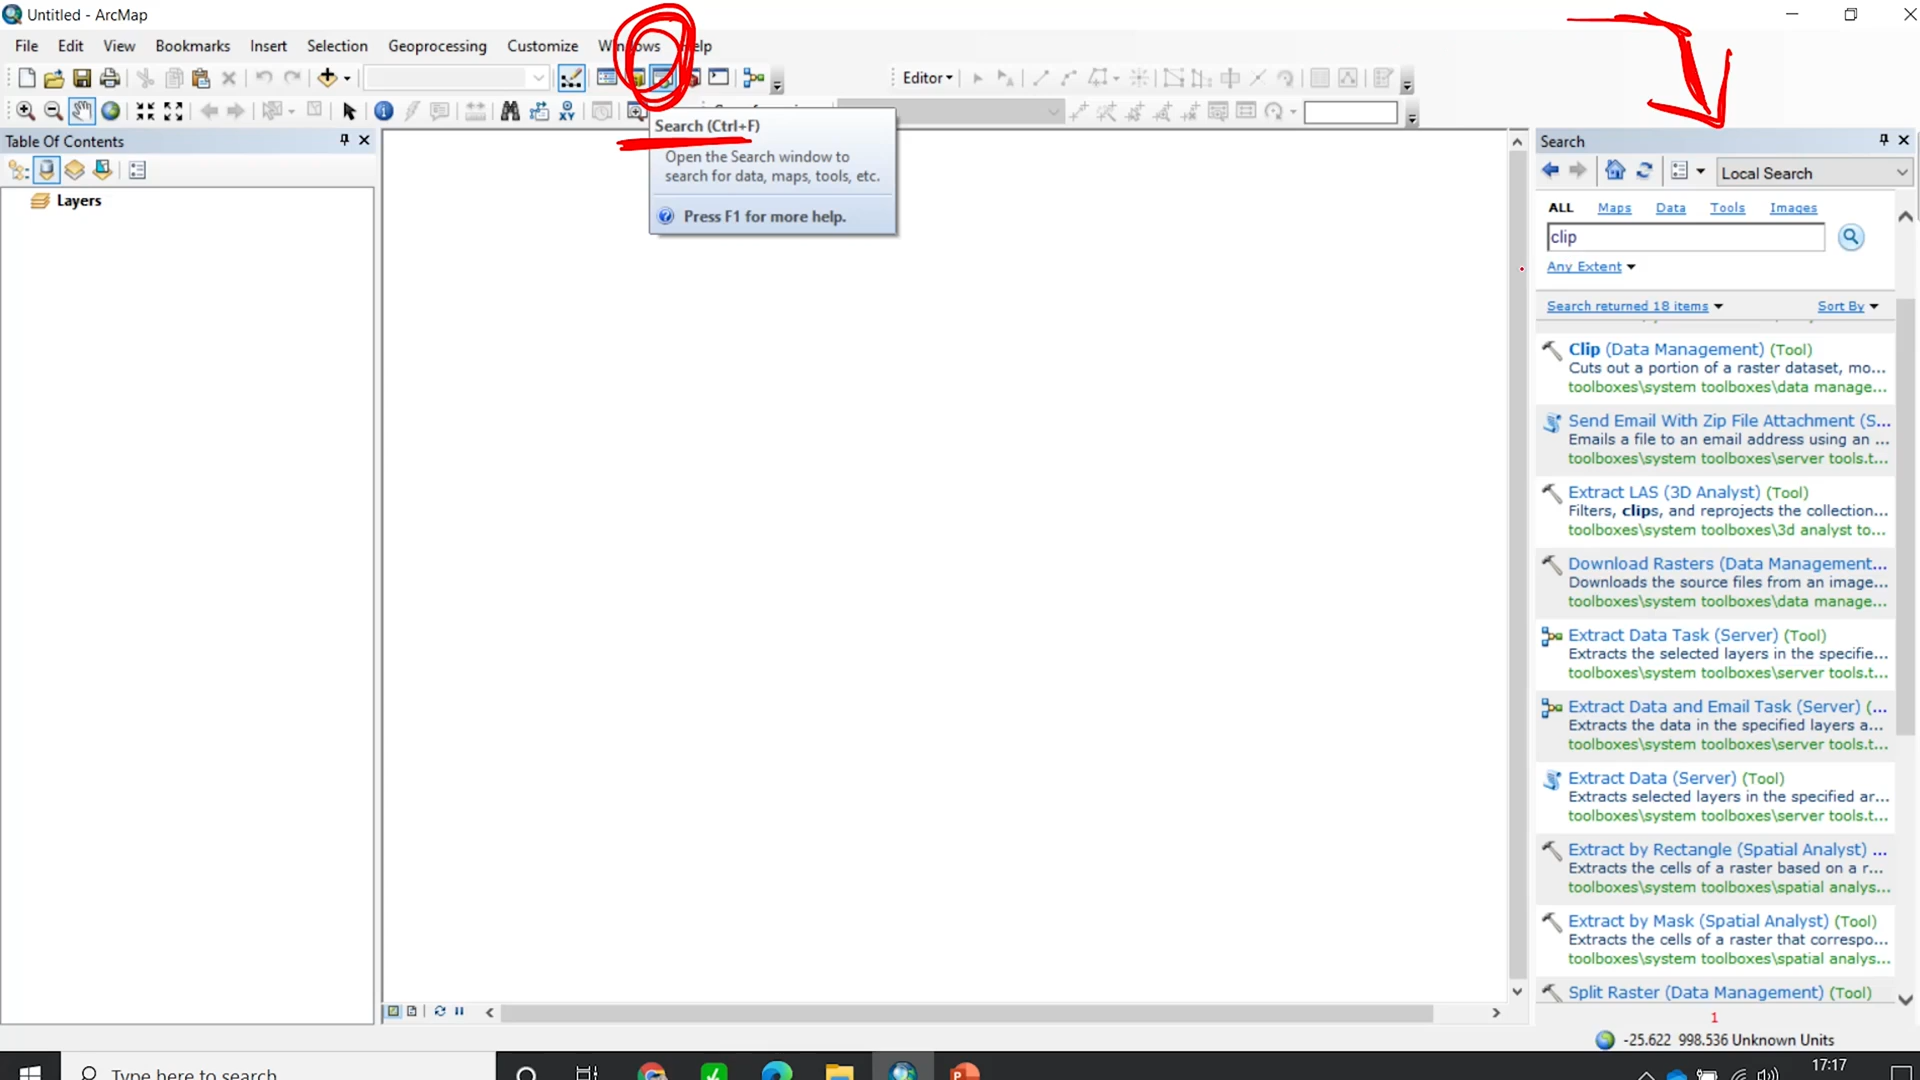 Untitled - ArcMap
File Edit View Bookmarks Insert Selection Geoprocessing Customize Windows Help
Editor
Table Of Contents
Layers
Search (Ctrl+F)
Open the Search window to
search for data, maps, tools, etc.
Press F1 for more help.
Search
Local Search
ALL Maps Data Tools Images
clip
Any Extent
Search returned 18 items Sort By
Clip (Data Management) (Tool)
Cuts out a portion of a raster dataset, mo...
toolboxes\system toolboxes\data manage...
Send Email With Zip File Attachment (S...
Emails a file to an email address using an ...
toolboxes\system toolboxes\server tools.t...
Extract LAS (3D Analyst) (Tool)
Filters, clips, and reprojects the collection...
toolboxes\system toolboxes\3d analyst to...
Download Rasters (Data Management...
Downloads the source files from an image...
toolboxes\system toolboxes\data manage...
Extract Data Task (Server) (Tool)
Extracts the selected layers in the specifie...
toolboxes\system toolboxes\server tools.t...
Extract Data and Email Task (Server) (...
Extracts the data in the specified layers a...
toolboxes\system toolboxes\server tools.t...
Extract Data (Server) (Tool)
Extracts selected layers in the specified ar...
toolboxes\system toolboxes\server tools.t...
Extract by Rectangle (Spatial Analyst) ...
Extracts the cells of a raster based on a r...
toolboxes\system toolboxes\spatial analys...
Extract by Mask (Spatial Analyst) (Tool)
Extracts the cells of a raster that correspo...
toolboxes\system toolboxes\spatial analys...
Split Raster (Data Management) (Tool)
1
-25.622 998.536 Unknown Units
Type here to search
17:17